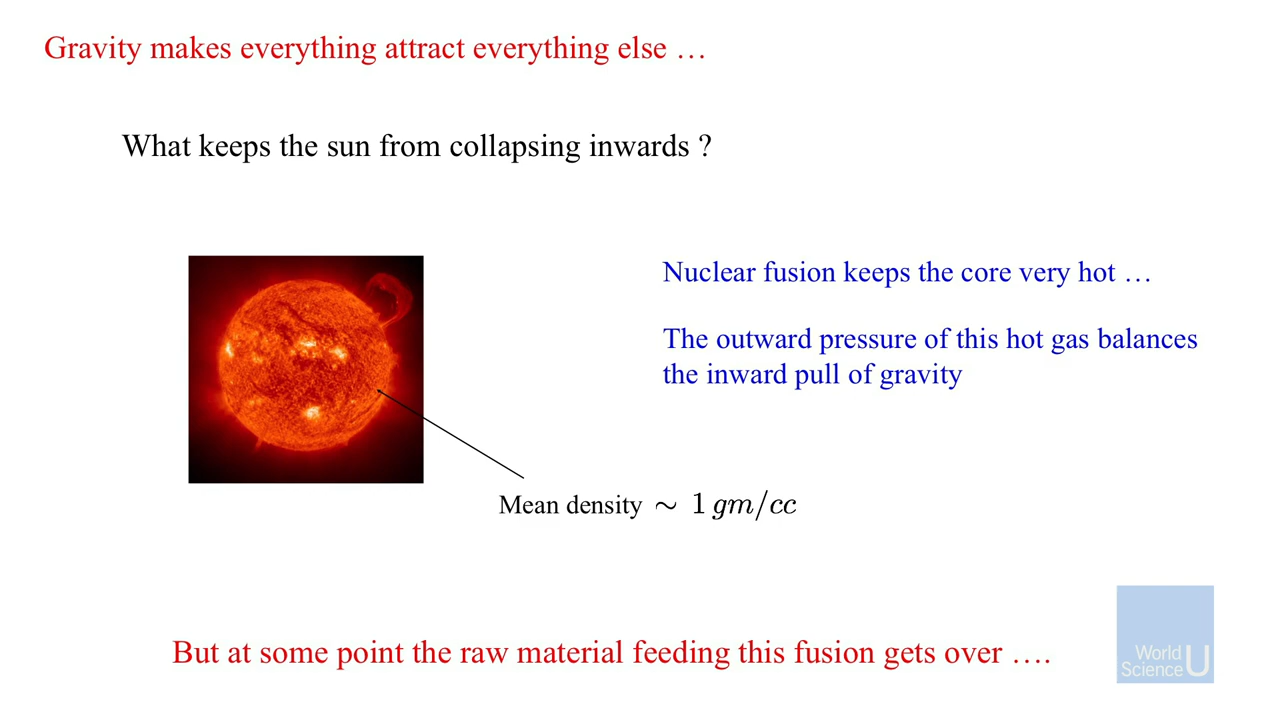 Gravity makes everything attract everything else …
What keeps the sun from collapsing inwards ?
Nuclear fusion keeps the core very hot …
The outward pressure of this hot gas balances
the inward pull of gravity
Mean density ∼ 1 gm/cc
But at some point the raw material feeding this fusion gets over ….
World
Science U